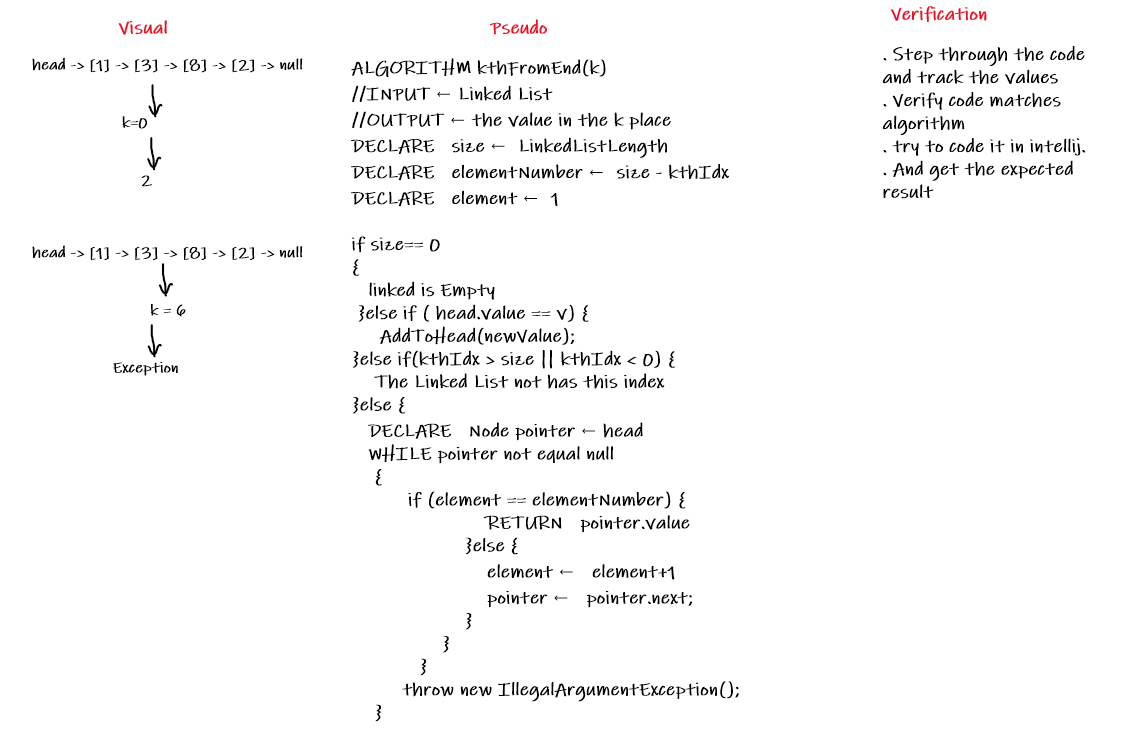 Visual
head -> [1] -> [3] -> [8] -> [2] -> null
k=0
2
head -> [1] -> [3] -> [8] -> [2] -> null
k = 6
Exception
Pseudo
ALGORITHM kthFromEnd(k)
//INPUT ← Linked List
//OUTPUT ← the value in the k place
DECLARE size ← LinkedListLength
DECLARE elementNumber ← size - kthIdx
DECLARE element ← 1
if size== 0
{
linked is Empty
}else if ( head.value == v) {
AddToHead(newValue);
}else if(kthIdx > size || kthIdx < 0) {
The Linked List not has this index
}else {
DECLARE Node pointer ← head
WHILE pointer not equal null
{
if (element == elementNumber) {
RETURN pointer.value
}else {
element ← element+1
pointer ← pointer.next;
}
}
}
throw new IllegalArgumentException();
}
Verification
. Step through the code
and track the values
. Verify code matches
algorithm
. try to code it in intellij.
. And get the expected
result